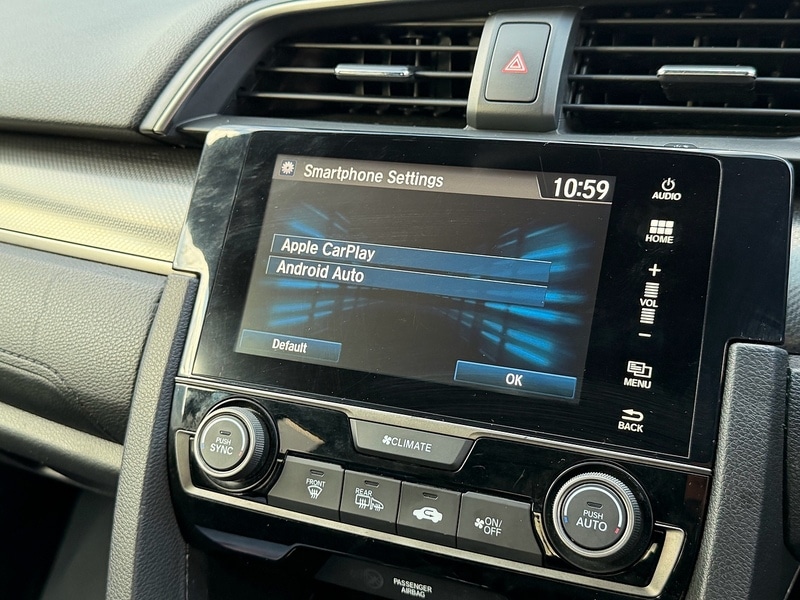 Smartphone Settings
10:59
AUDIO
HOME
Apple CarPlay
Android Auto
+
VOL
-
Default
OK
MENU
BACK
PUSH
SYNC
CLIMATE
FRONT
REAR
ON/
OFF
PUSH
AUTO
PASSENGER
AIRBAG